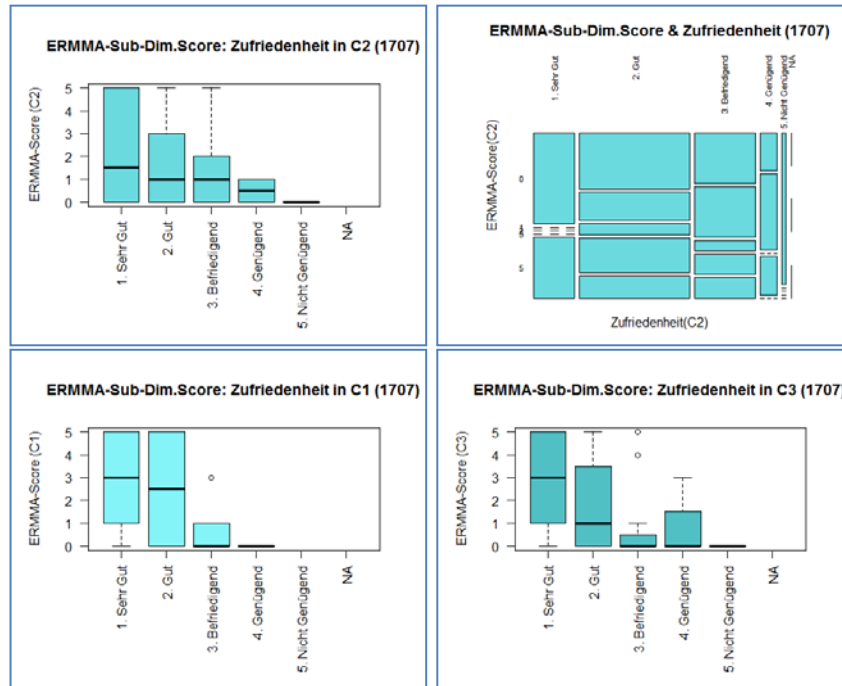 ERMMA-Sub-Dim.Score: Zufriedenheit in C2 (1707)
ERMMA-Score (C2)
5
4
3
2
1
0
1. Sehr Gut
2. Gut
3. Befriedigend
4. Genügend
5. Nicht Genügend
NA
ERMMA-Sub-Dim.Score & Zufriedenheit (1707)
1. Sehr Gut
2. Gut
3. Befriedigend
4. Genügend
5. Nicht Genügend
NA
ERMMA-Score(C2)
0
5
Zufriedenheit(C2)
ERMMA-Sub-Dim.Score: Zufriedenheit in C1 (1707)
ERMMA-Score (C1)
5
4
3
2
1
0
1. Sehr Gut
2. Gut
3. Befriedigend
4. Genügend
5. Nicht Genügend
NA
ERMMA-Sub-Dim.Score: Zufriedenheit in C3 (1707)
ERMMA-Score (C3)
5
4
3
2
1
0
1. Sehr Gut
2. Gut
3. Befriedigend
4. Genügend
5. Nicht Genügend
NA